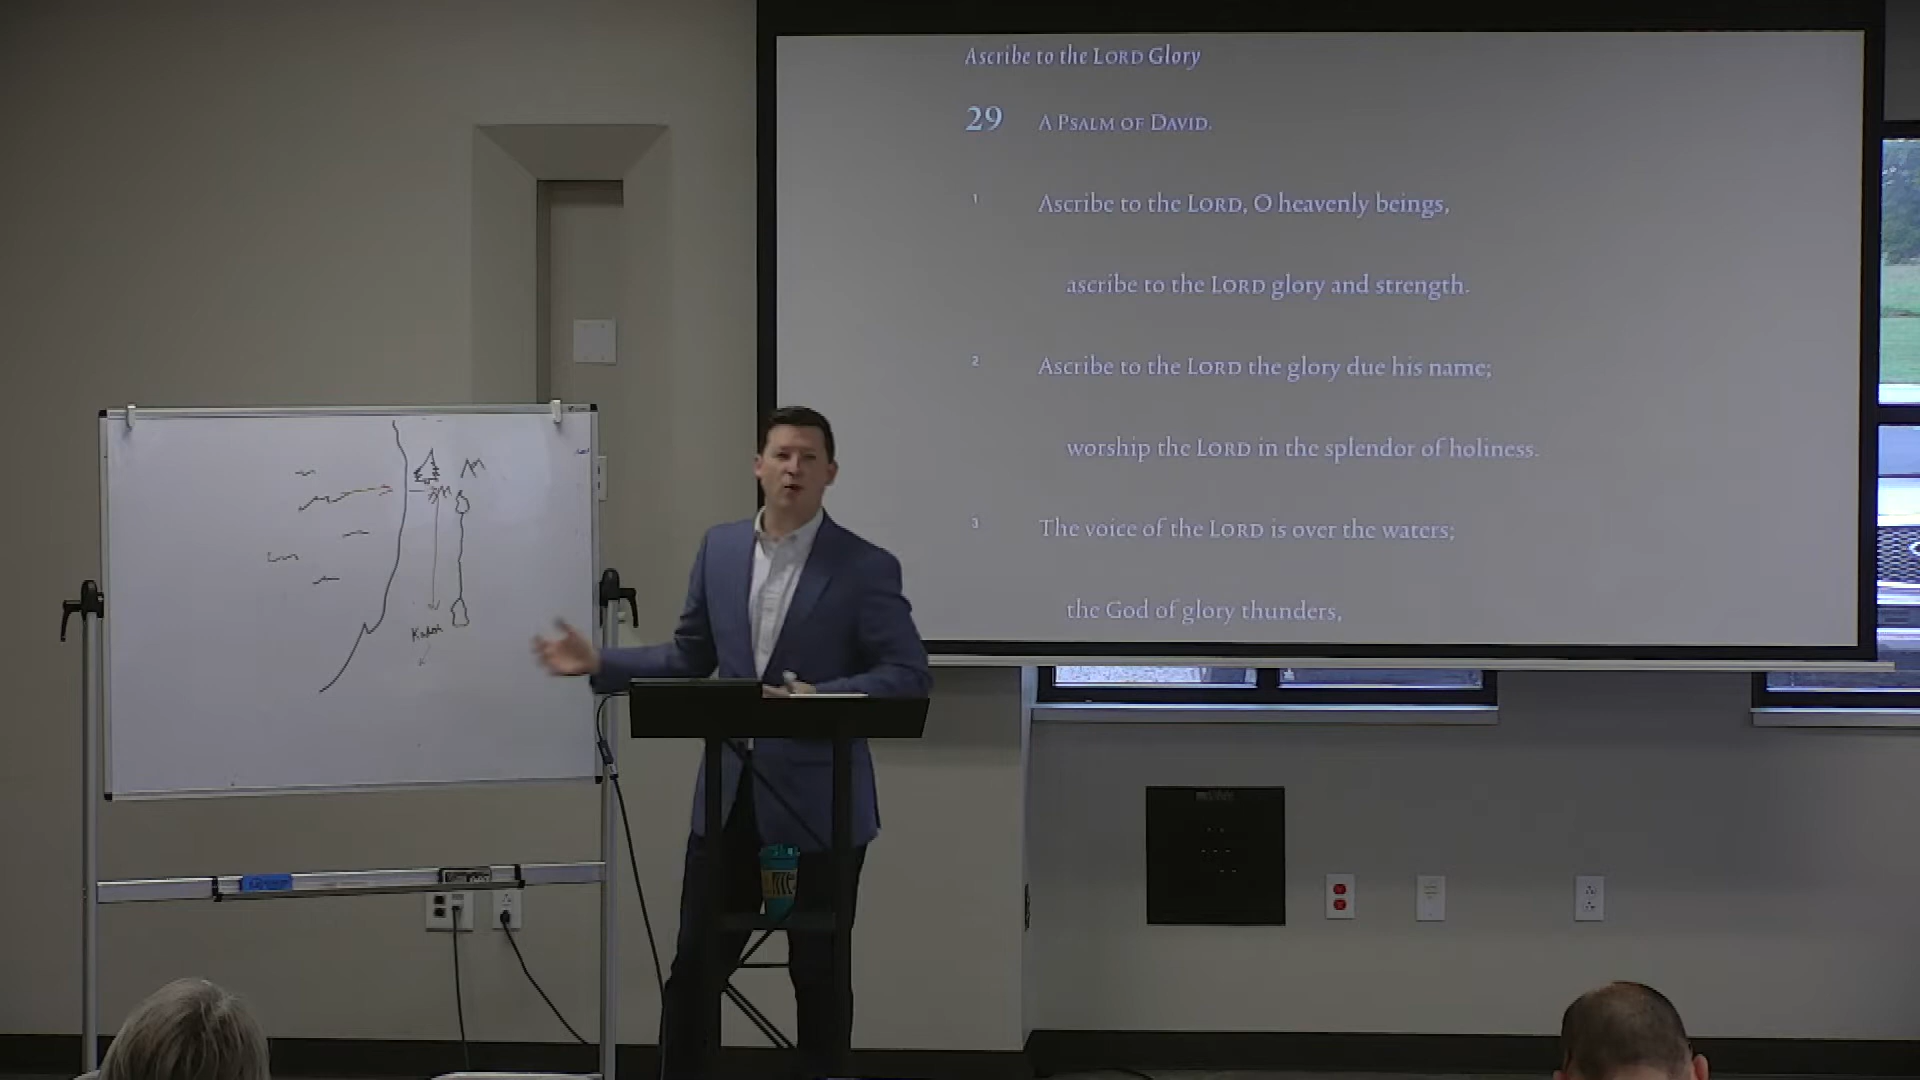 Ascribe to the LORD Glory
29 A PSALM OF DAVID.
1 Ascribe to the LORD, O heavenly beings,
ascribe to the LORD glory and strength.
2 Ascribe to the LORD the glory due his name;
worship the LORD in the splendor of holiness.
3 The voice of the LORD is over the waters;
the God of glory thunders,